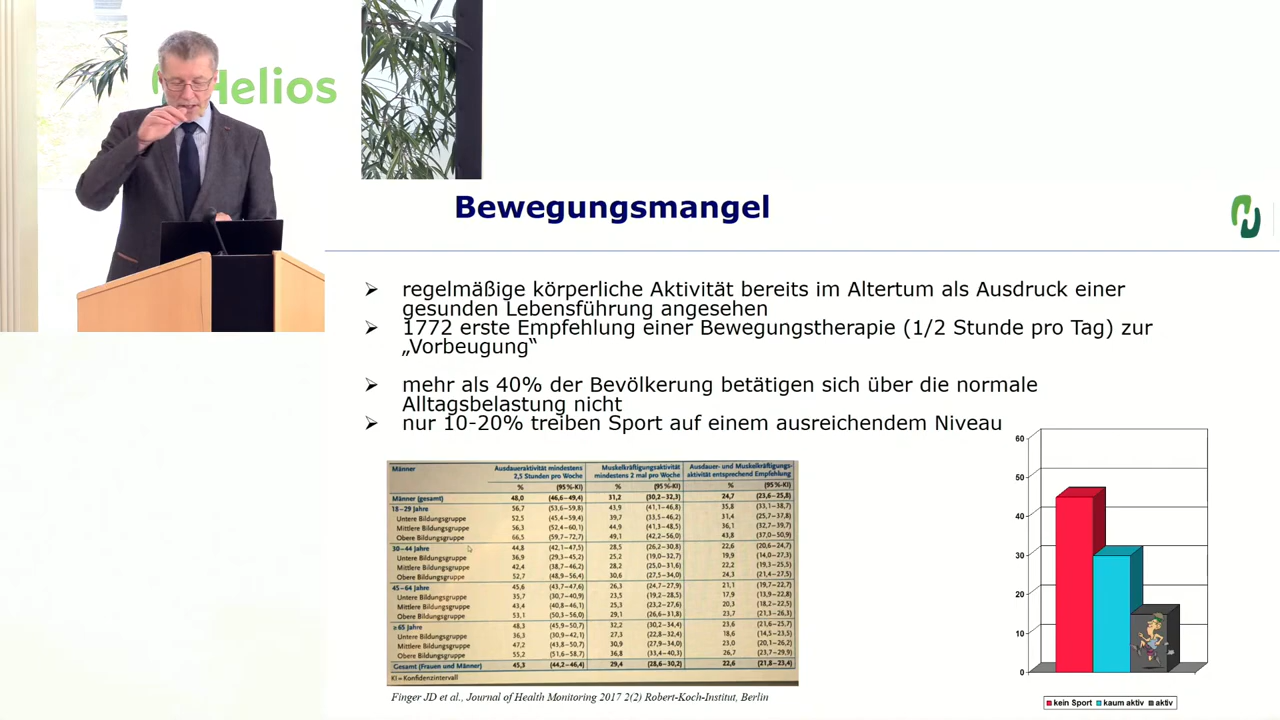 Helios
Bewegungsmangel
➢ regelmäßige körperliche Aktivität bereits im Altertum als Ausdruck einer
gesunden Lebensführung angesehen
➢ 1772 erste Empfehlung einer Bewegungstherapie (1/2 Stunde pro Tag) zur
„Vorbeugung“
➢ mehr als 40% der Bevölkerung betätigen sich über die normale
Alltagsbelastung nicht
➢ nur 10-20% treiben Sport auf einem ausreichendem Niveau
Männer Ausdaueraktivität mindestens Muskelkräftigungsaktivität Ausdauer- und Muskelkräftigungs-
2,5 Stunden pro Woche mindestens 2 mal pro Woche aktivität entsprechend Empfehlung
% (95%-KI) % (95%-KI) % (95%-KI)
Männer (gesamt) 48,0 (46,6–49,4) 31,2 (30,2–32,3) 24,7 (23,6–25,8)
18–29 Jahre 56,7 (53,6–59,8) 43,9 (41,1–46,8) 35,8 (33,1–38,7)
Untere Bildungsgruppe 52,5 (45,4–59,4) 39,7 (33,5–46,2) 31,4 (25,7–37,8)
Mittlere Bildungsgruppe 56,3 (52,4–60,1) 44,9 (41,3–48,5) 36,1 (32,7–39,7)
Obere Bildungsgruppe 66,5 (59,7–72,7) 49,1 (42,2–56,0) 43,8 (37,0–50,9)
30–44 Jahre 44,8 (42,1–47,5) 28,5 (26,2–30,8) 22,6 (20,6–24,7)
Untere Bildungsgruppe 36,9 (29,3–45,2) 25,2 (19,0–32,7) 19,9 (14,0–27,3)
Mittlere Bildungsgruppe 42,4 (38,7–46,2) 28,2 (25,0–31,6) 22,2 (19,3–25,5)
Obere Bildungsgruppe 52,7 (48,9–56,4) 30,6 (27,5–34,0) 24,3 (21,4–27,5)
45–64 Jahre 45,6 (43,7–47,6) 26,3 (24,7–27,9) 21,1 (19,7–22,7)
Untere Bildungsgruppe 35,7 (30,7–40,9) 23,5 (19,2–28,5) 17,9 (13,9–22,8)
Mittlere Bildungsgruppe 43,4 (40,8–46,1) 25,3 (23,2–27,6) 20,3 (18,2–22,5)
Obere Bildungsgruppe 53,1 (50,3–56,0) 29,1 (26,6–31,8) 23,7 (21,3–26,3)
≥ 65 Jahre 48,3 (45,9–50,7) 32,2 (30,2–34,4) 23,6 (21,6–25,7)
Untere Bildungsgruppe 36,3 (30,9–42,1) 27,3 (22,8–32,4) 18,6 (14,5–23,5)
Mittlere Bildungsgruppe 47,2 (43,8–50,7) 30,9 (27,9–34,0) 23,0 (20,1–26,2)
Obere Bildungsgruppe 55,2 (51,6–58,7) 36,8 (33,4–40,3) 26,7 (23,7–29,9)
Gesamt (Frauen und Männer) 45,3 (44,2–46,4) 29,4 (28,6–30,2) 22,6 (21,8–23,4)
KI = Konfidenzintervall
Finger JD et al., Journal of Health Monitoring 2017 2(2) Robert-Koch-Institut, Berlin
60
50
40
30
20
10
0
kein Sport kaum aktiv aktiv